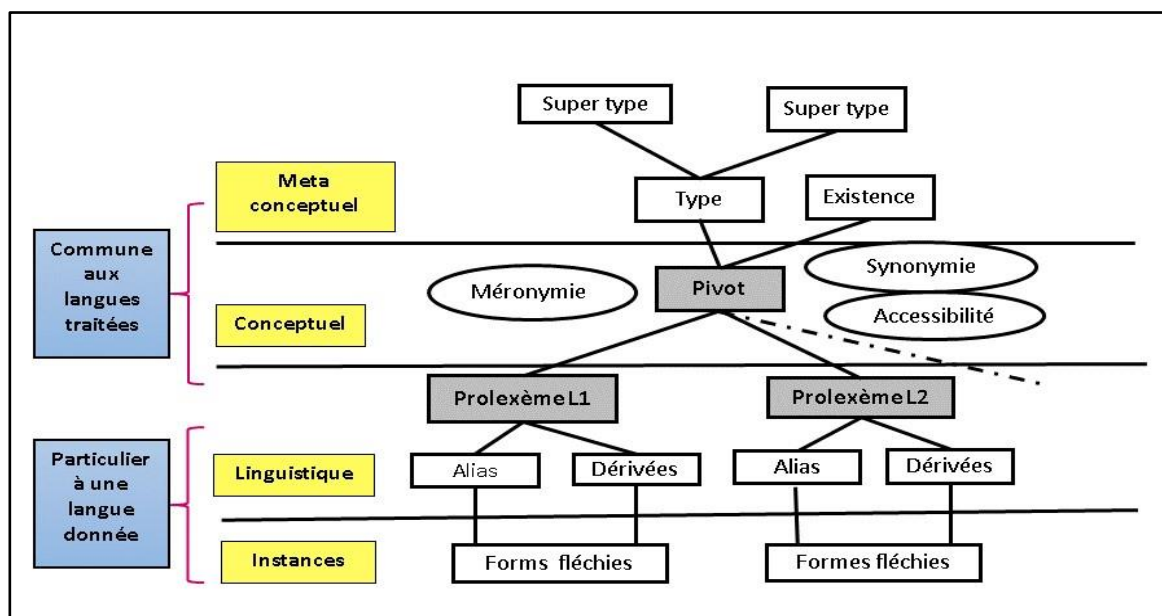 Super type
Super type
Meta
conceptuel
Type
Existence
Commune
aux
langues
traitées
Synonymie
Méronymie
Pivot
Conceptuel
Accessibilité
Prolexème L1
Prolexème L2
Particulier
à une
langue
donnée
Linguistique
Alias
Dérivées
Alias
Dérivées
Instances
Forms fléchies
Formes fléchies